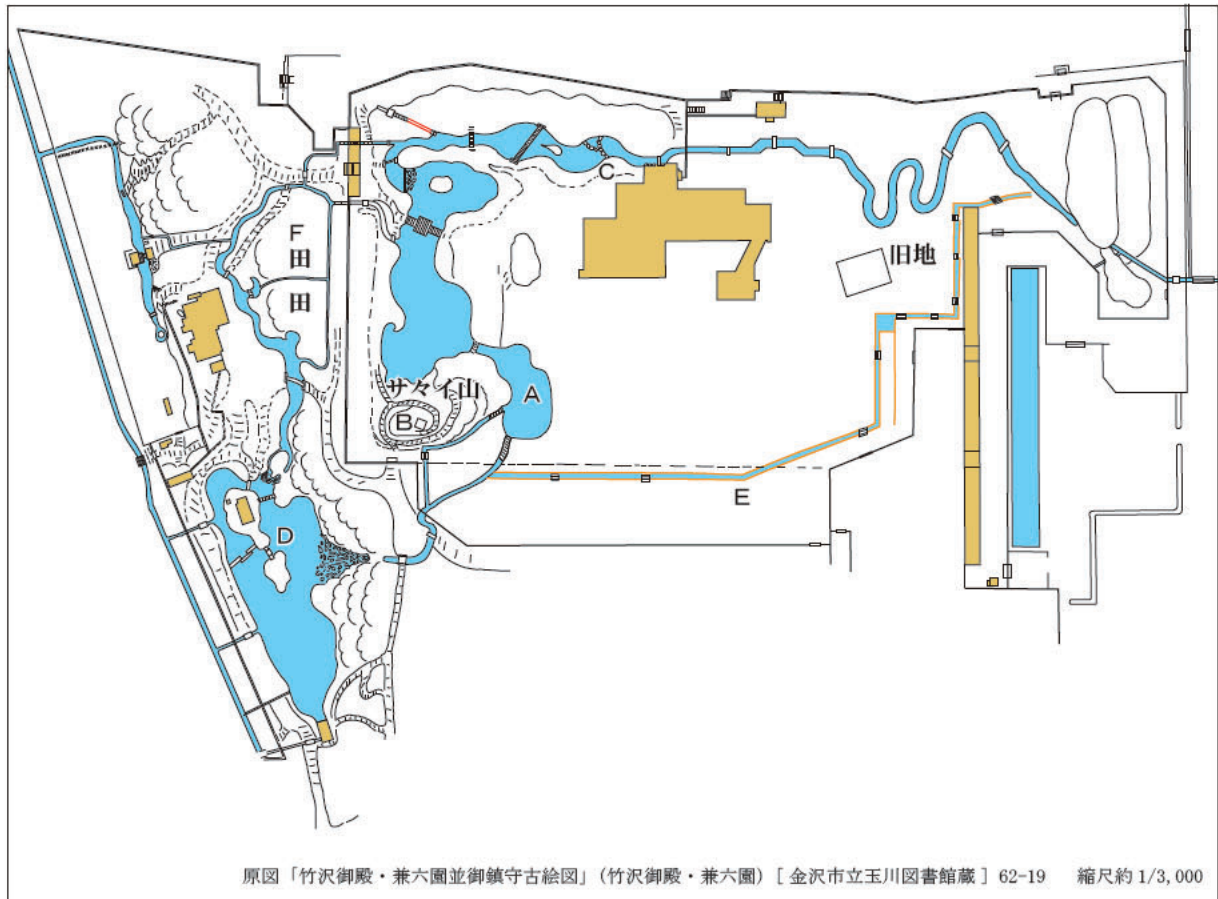 C
F
田
田
旧地
サ々イ山
A
B
E
D
原図「竹沢御殿・兼六園並御鎮守古絵図」(竹沢御殿・兼六園) [ 金沢市立玉川図書館蔵 ] 62-19 縮尺約 1/3,000